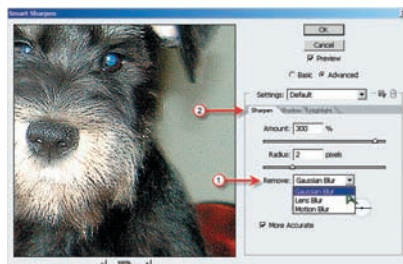 Smart Sharpen
OK
Cancel
Preview
Basic Advanced
Settings: Default
2
Sharpen Shadow Highlight
Amount: 300 %
Radius: 2 pixels
1
Remove: Gaussian Blur
Gaussian Blur
Lens Blur
Motion Blur
More Accurate